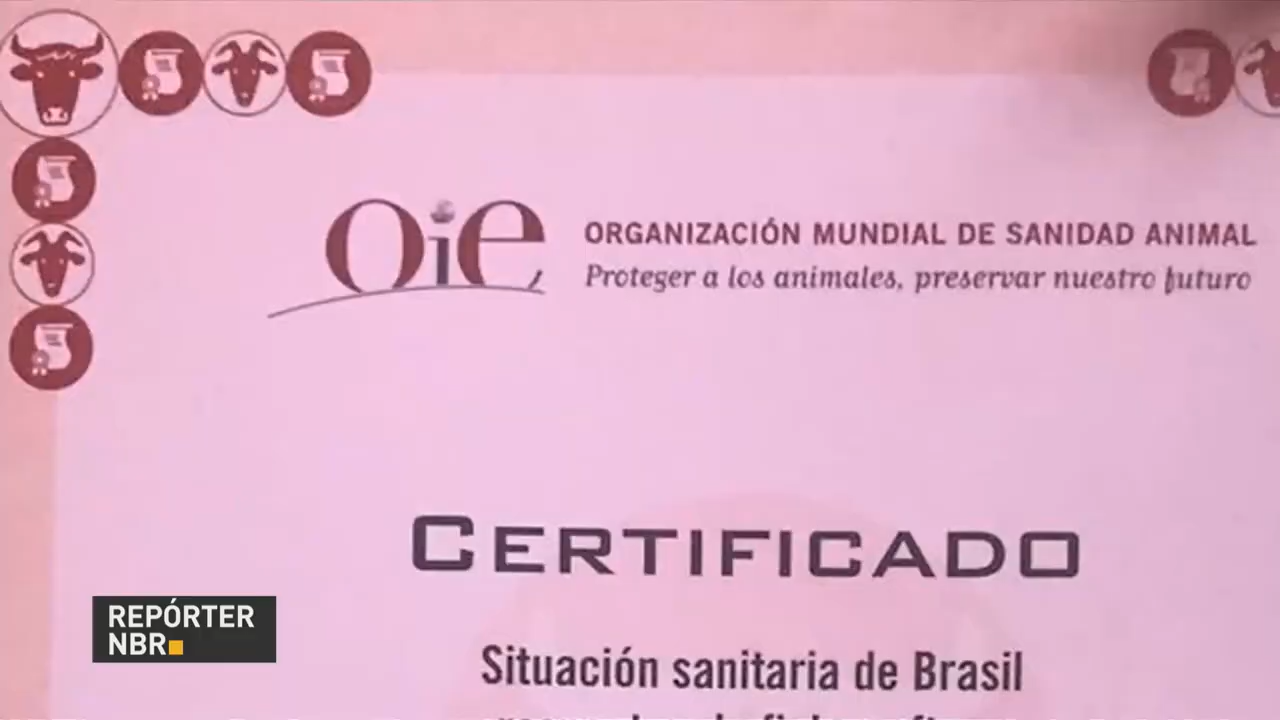 oie
ORGANIZACIÓN MUNDIAL DE SANIDAD ANIMAL
Proteger a los animales, preservar nuestro futuro
CERTIFICADO
Situación sanitaria de Brasil
REPÓRTER
NBR